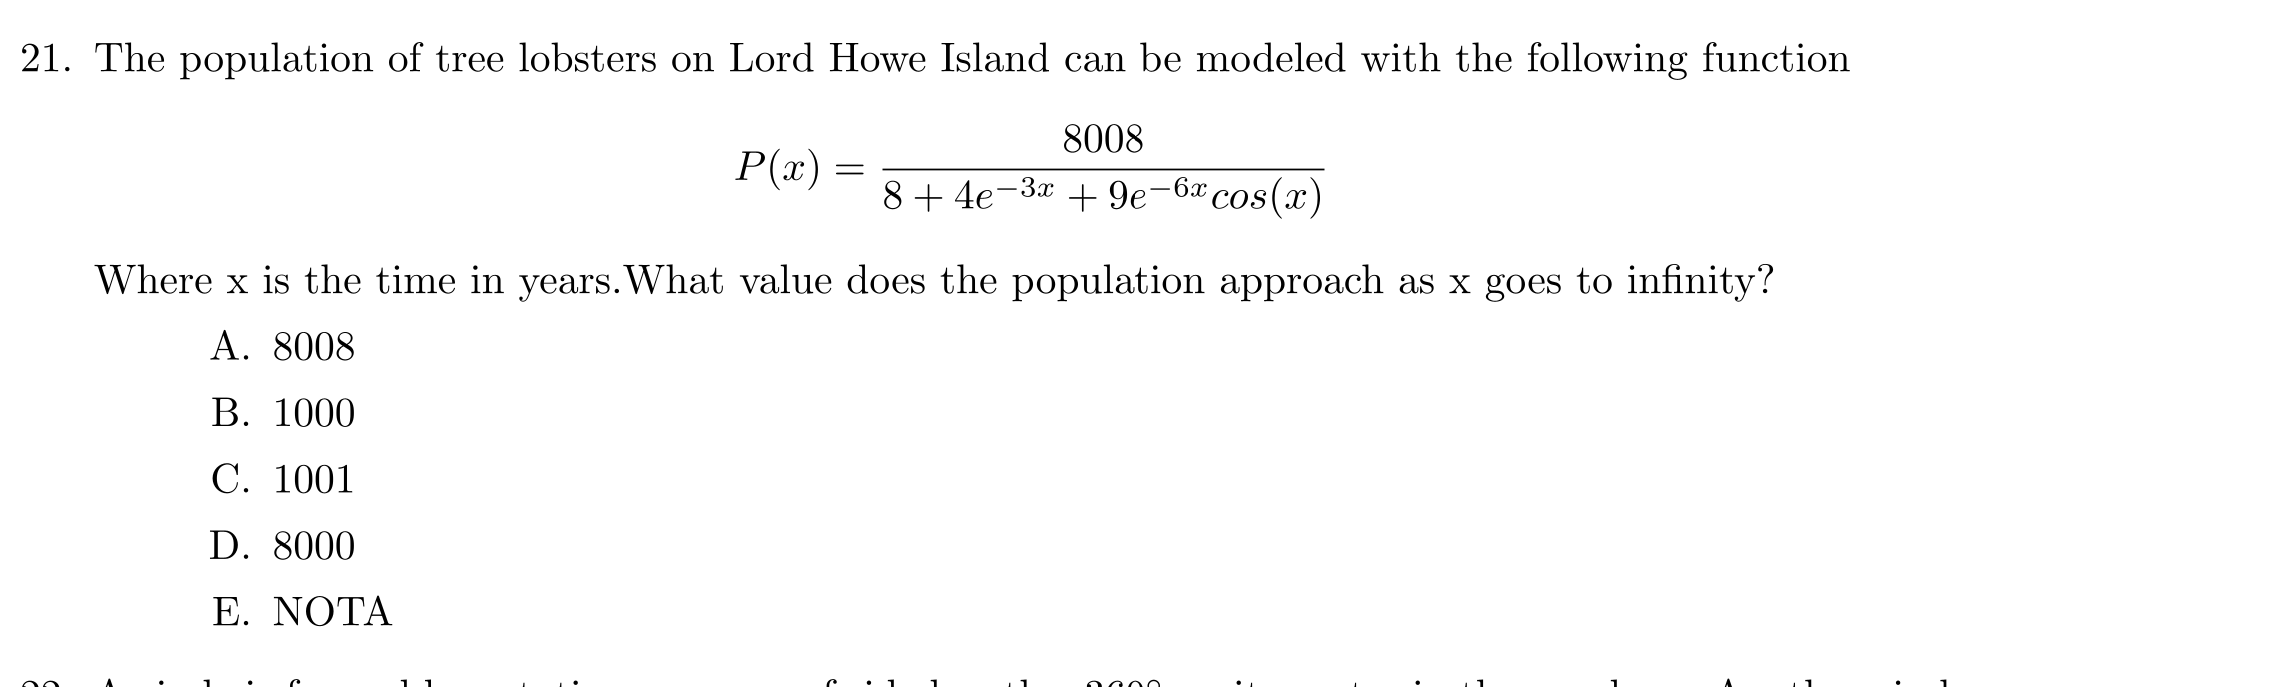 21. The population of tree lobsters on Lord Howe Island can be modeled with the following function
P(x) = \frac{8008}{8 + 4e^{-3x} + 9e^{-6x}cos(x)}
Where x is the time in years.What value does the population approach as x goes to infinity?
A. 8008
B. 1000
C. 1001
D. 8000
E. NOTA